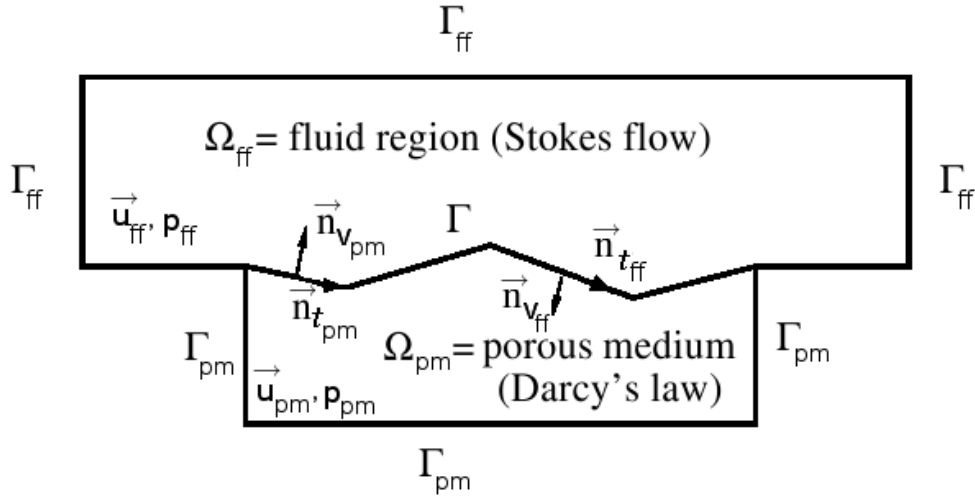 Γff
Ωff = fluid region (Stokes flow)
Γff
Γff
u⃗ff, pff
n⃗vpm
Γ
n⃗tff
n⃗tpm
n⃗vff
Γpm
Ωpm = porous medium
Γpm
(Darcy's law)
u⃗pm, ppm
Γpm